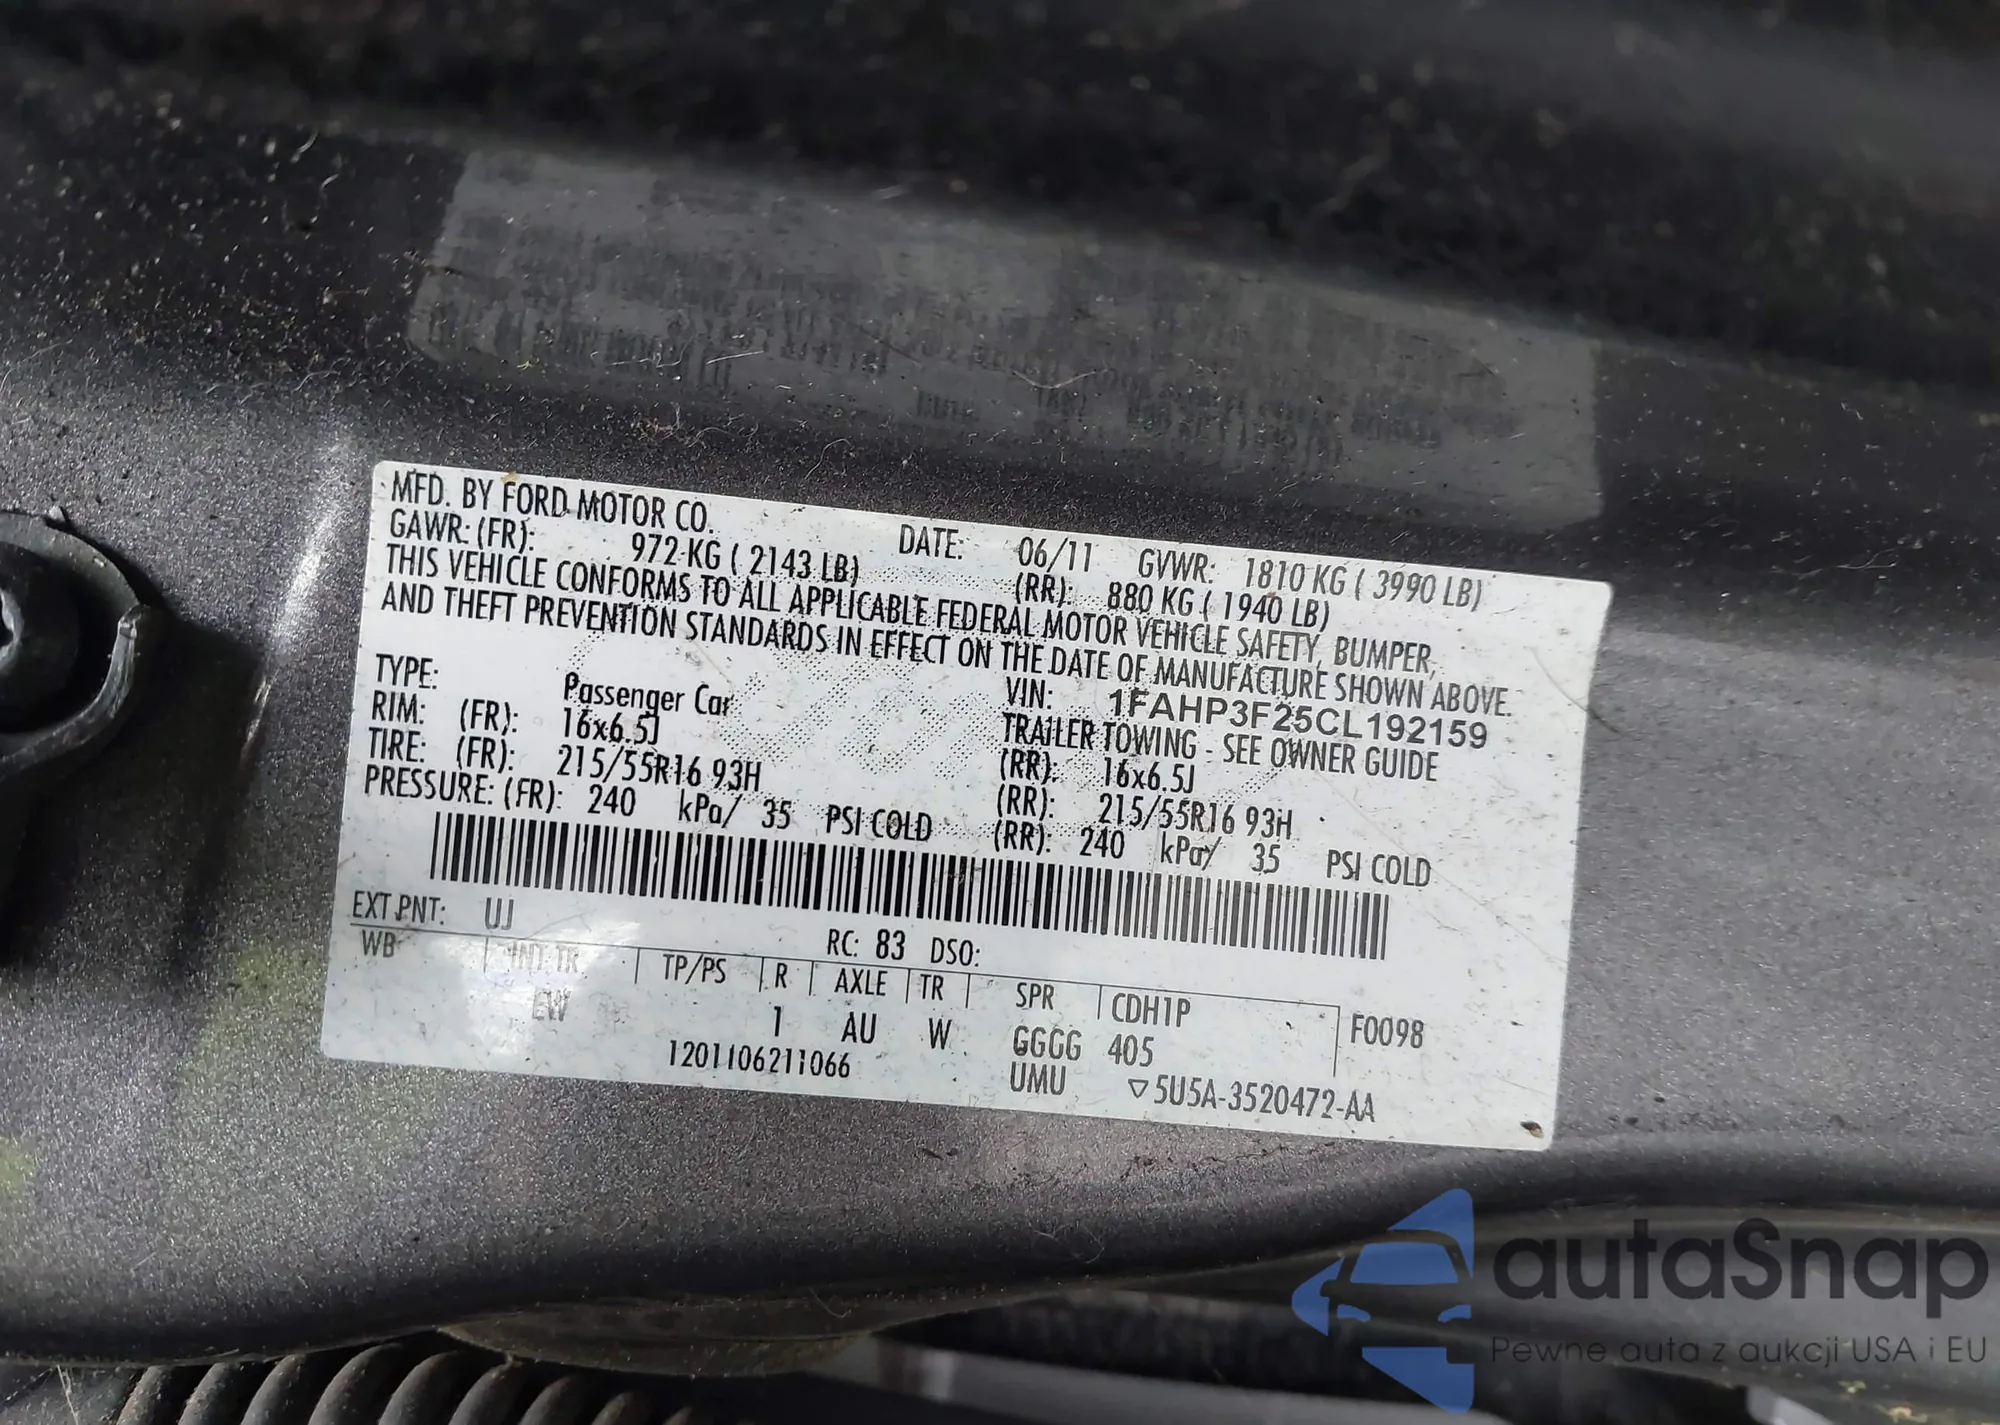 MFD. BY FORD MOTOR CO. DATE: 06/11 GVWR: 1810 KG ( 3990 LB)
GAWR: (FR): 972 KG ( 2143 LB) (RR): 880 KG ( 1940 LB)
THIS VEHICLE CONFORMS TO ALL APPLICABLE FEDERAL MOTOR VEHICLE SAFETY, BUMPER,
AND THEFT PREVENTION STANDARDS IN EFFECT ON THE DATE OF MANUFACTURE SHOWN ABOVE.
VIN: 1FAHP3F25CL192159
TYPE: Passenger Car TRAILER TOWING - SEE OWNER GUIDE
RIM: (FR): 16x6.5J (RR): 16x6.5J
TIRE: (FR): 215/55R16 93H (RR): 215/55R16 93H
PRESSURE: (FR): 240 kPa/ 35 PSI COLD (RR): 240 kPa/ 35 PSI COLD
EXT PNT: UJ RC: 83 DSO:
WB INT TR TP/PS R AXLE TR SPR CDH1P F0098
EW 1 AU W GGGG 405
1201106211066 UMU ▽5U5A-3520472-AA
autaSnap
Pewne auta z aukcji USA i EU